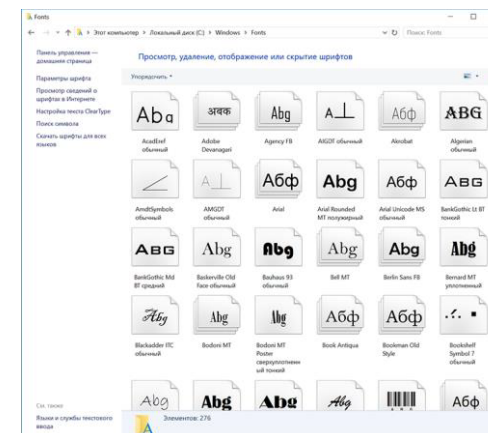 Fonts
Этот компьютер > Локальный диск (C:) > Windows > Fonts
Поиск: Fonts
Панель управления —
домашняя страница
Параметры шрифта
Просмотр сведений о
шрифтах в Интернете
Настройка текста ClearType
Поиск символа
Скачать шрифты для всех
языков
Просмотр, удаление, отображение или скрытие шрифтов
Упорядочить
Abg
अबक
Abg
A
Абф
ABG
AcadEref
обычный
Adobe
Devanagari
Agency FB
AIGDT обычный
Akrobat
Algerian
обычный
A
Абф
Abg
Абф
ABG
AmdtSymbols
обычный
AMGDT
обычный
Arial
Arial Rounded
MT полужирный
Arial Unicode MS
обычный
BankGothic Lt BT
тонкий
ABG
Abg
Abg
Abg
Abg
Abg
BankGothic Md
BT средний
Baskerville Old
Face обычный
Bauhaus 93
обычный
Bell MT
Berlin Sans FB
Bernard MT
уплотненный
Abg
Abg
Abg
Абф
Абф
Blackadder ITC
обычный
Bodoni MT
Bodoni MT
Poster
сверхуплотненн
ый тонкий
Book Antiqua
Bookman Old
Style
Bookshelf
Symbol 7
обычный
Abg
Abg
Abg
Abg
Абф
См. также
Языки и службы текстового
ввода
Элементов: 276